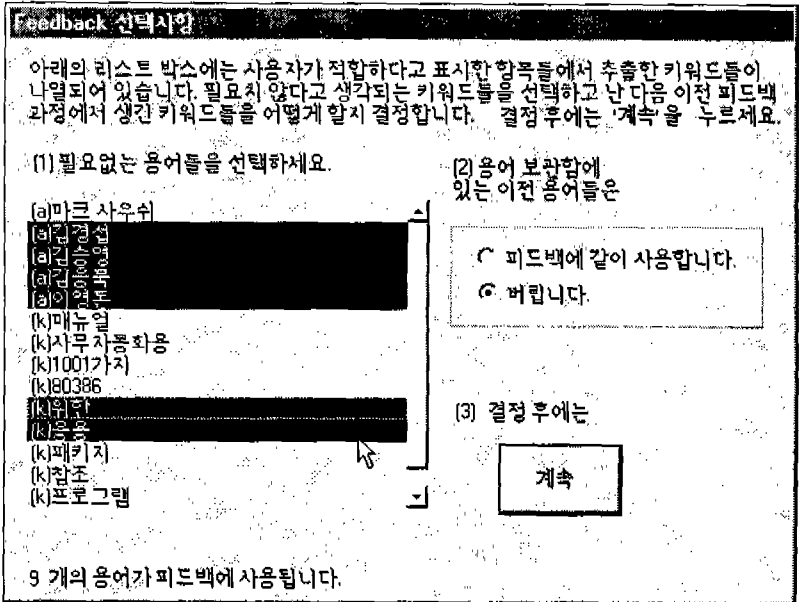 Feedback 선택사항
아래의 리스트 박스에는 사용자가 적합하다고 표시한 항목들에서 추출한 키워드들이
나열되어 있습니다. 필요치 않다고 생각되는 키워드들을 선택하고 난 다음 이전 피드백
과정에서 생긴 키워드들을 어떻게 할지 결정합니다. 결정 후에는 '계속'을 누르세요.
(1) 필요없는 용어들을 선택하세요.
(a)마크 사우쉬
(a)김경섭
(a)김승영
(a)김용록
(a)이영돈
(k)매뉴얼
(k)사무자동화용
(k)1001가지
(k)80386
(k)위한
(k)응용
(k)패키지
(k)참조
(k)프로그램
9 개의 용어가 피드백에 사용됩니다.
(2) 용어 보관함에
있는 이전 용어들은
피드백에 같이 사용합니다.
버립니다.
(3) 결정 후에는
계속